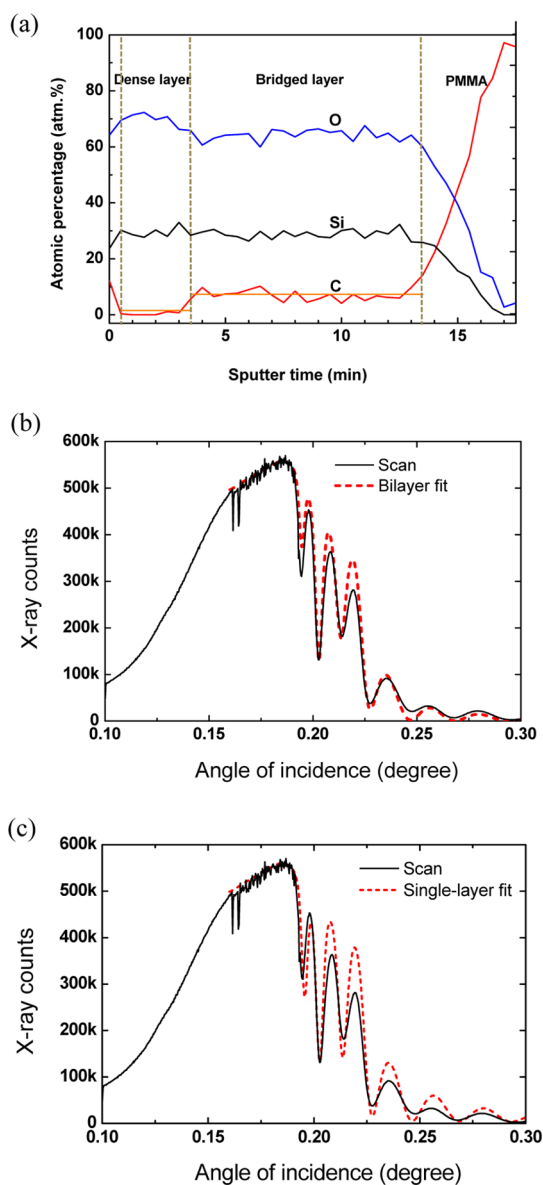 (a)
100
80
60
40
20
0
Atomic percentage (atm.%)
Dense layer
Bridged layer
PMMA
O
Si
C
0
5
10
15
Sputter time (min)
(b)
600k
500k
400k
300k
200k
100k
0
X-ray counts
Scan
Bilayer fit
0.10
0.15
0.20
0.25
0.30
Angle of incidence (degree)
(c)
600k
500k
400k
300k
200k
100k
0
X-ray counts
Scan
Single-layer fit
0.10
0.15
0.20
0.25
0.30
Angle of incidence (degree)